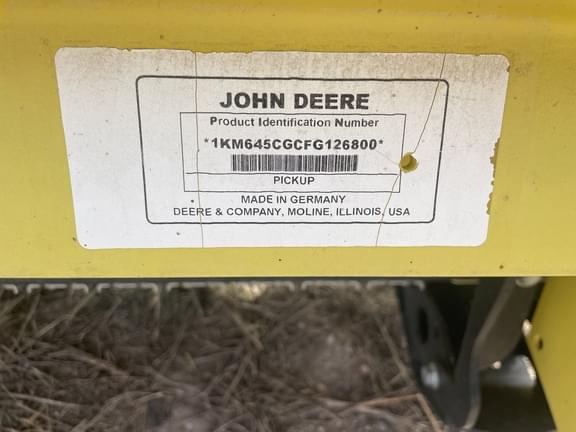 JOHN DEERE
Product Identification Number
*1KM645CGCFG126800*
PICKUP
MADE IN GERMANY
DEERE & COMPANY, MOLINE, ILLINOIS, USA